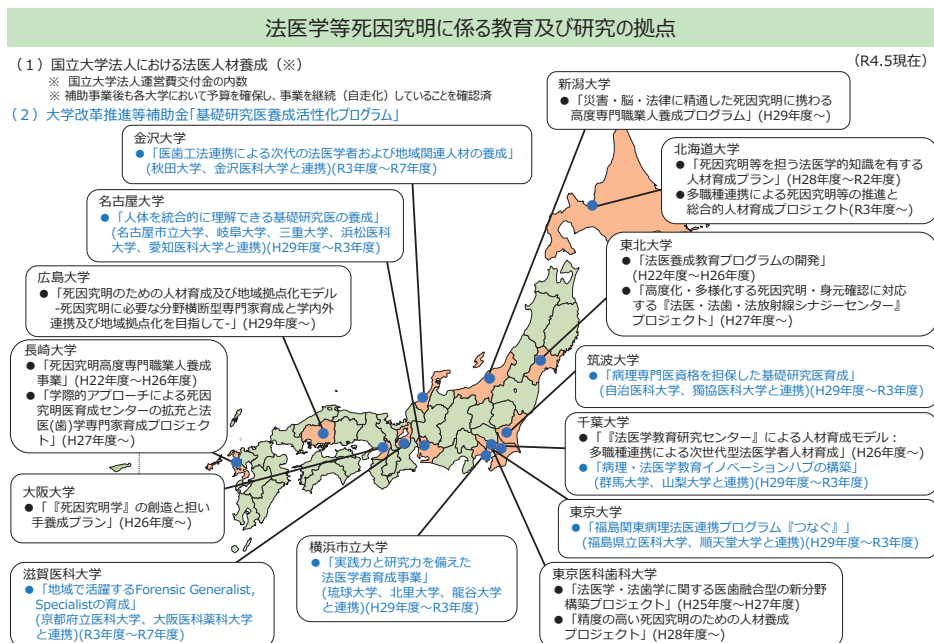 法医学等死因究明に係る教育及び研究の拠点
(R4.5現在)
(1)国立大学法人における法医人材養成(※)
※ 国立大学法人運営費交付金の内数
※ 補助事業後も各大学において予算を確保し、事業を継続(自走化)していることを確認済
(2)大学改革推進等補助金「基礎研究医養成活性化プログラム」
新潟大学
● 「災害・脳・法律に精通した死因究明に携わる
高度専門職業人養成プログラム」(H29年度~)
金沢大学
● 「医歯工法連携による次代の法医学者および地域関連人材の養成」
(秋田大学、金沢医科大学と連携)(R3年度~R7年度)
北海道大学
● 「死因究明等を担う法医学的知識を有する
人材育成プラン」(H28年度~R2年度)
● 多職種連携による死因究明等の推進と
総合的人材育成プロジェクト(R3年度~)
名古屋大学
● 「人体を統合的に理解できる基礎研究医の養成」
(名古屋市立大学、岐阜大学、三重大学、浜松医科
大学、愛知医科大学と連携)(H29年度~R3年度)
東北大学
● 「法医養成教育プログラムの開発」
(H22年度~H26年度)
● 「高度化・多様化する死因究明・身元確認に対応
する『法医・法歯・法放射線シナジーセンター』
プロジェクト」(H27年度~)
広島大学
● 「死因究明のための人材育成及び地域拠点化モデル
-死因究明に必要な分野横断型専門家育成と学内外
連携及び地域拠点化を目指して-」(H29年度~)
長崎大学
● 「死因究明高度専門職業人養成
事業」(H22年度~H26年度)
● 「学際的アプローチによる死因
究明医育成センターの拡充と法
医(歯)学専門家育成プロジェク
ト」(H27年度~)
筑波大学
● 「病理専門医資格を担保した基礎研究医育成」
(自治医科大学、獨協医科大学と連携)(H29年度~R3年度)
千葉大学
● 「『法医学教育研究センター』による人材育成モデル:
多職種連携による次世代型法医学者人材育成」(H26年度~)
● 「病理・法医学教育イノベーションハブの構築」
(群馬大学、山梨大学と連携)(H29年度~R3年度)
大阪大学
● 「『死因究明学』の創造と担い
手養成プラン」(H26年度~)
東京大学
● 「福島関東病理法医連携プログラム『つなぐ』」
(福島県立医科大学、順天堂大学と連携)(H29年度~R3年度)
横浜市立大学
● 「実践力と研究力を備えた
法医学者育成事業」
(琉球大学、北里大学、龍谷大学
と連携)(H29年度~R3年度)
滋賀医科大学
● 「地域で活躍するForensic Generalist,
Specialistの育成」
(京都府立医科大学、大阪医科薬科大学
と連携)(R3年度~R7年度)
東京医科歯科大学
● 「法医学・法歯学に関する医歯融合型の新分野
構築プロジェクト」(H25年度~H27年度)
● 「精度の高い死因究明のための人材養成
プロジェクト」(H28年度~)